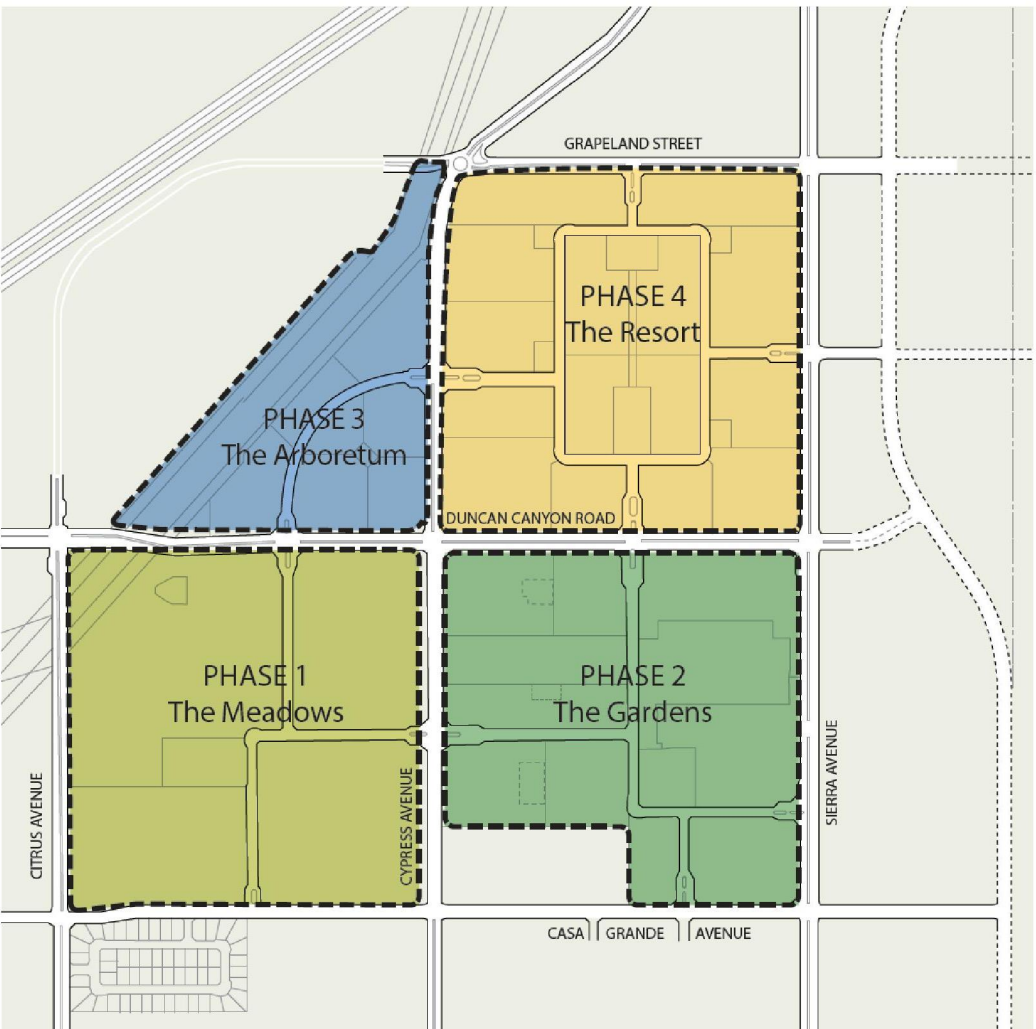 GRAPELAND STREET
PHASE 4
The Resort
PHASE 3
The Arboretum
DUNCAN CANYON ROAD
PHASE 1
The Meadows
PHASE 2
The Gardens
CITRUS AVENUE
CYPRESS AVENUE
SIERRA AVENUE
CASA GRANDE AVENUE